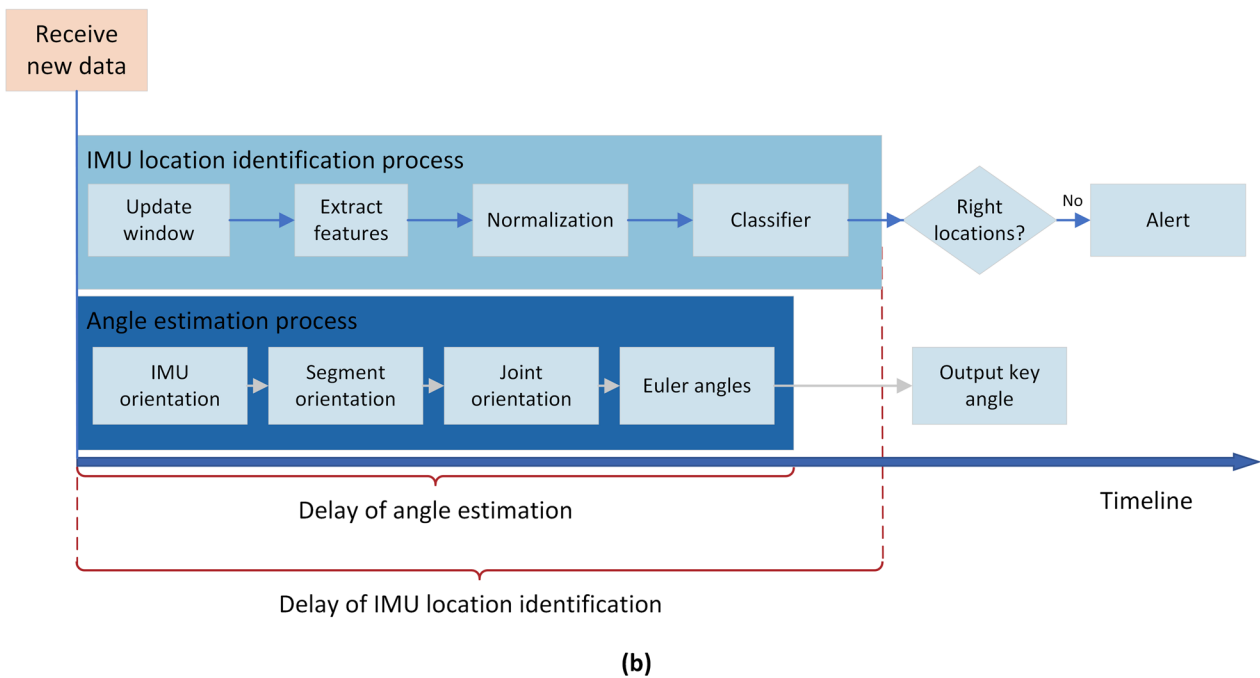 Receive
new data
IMU location identification process
Update
window
Extract
features
Normalization
Classifier
Right
locations?
No
Alert
Angle estimation process
IMU
orientation
Segment
orientation
Joint
orientation
Euler angles
Output key
angle
Delay of angle estimation
Timeline
Delay of IMU location identification
(b)